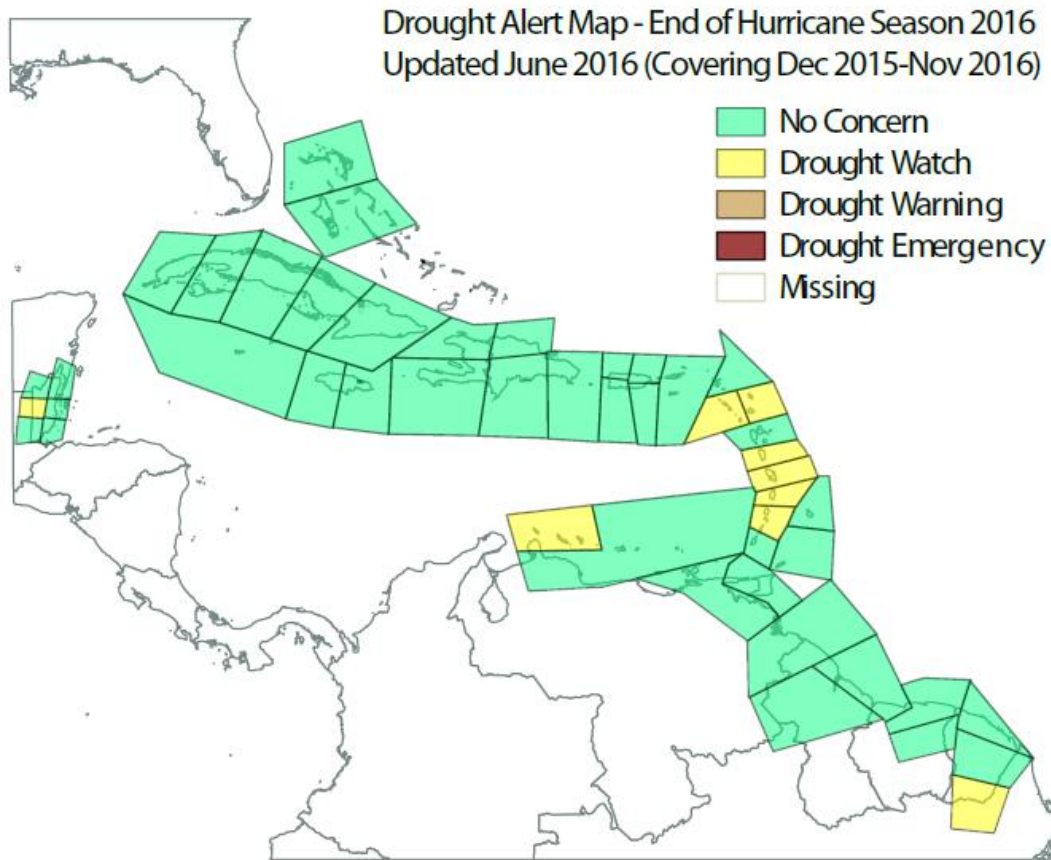 Drought Alert Map - End of Hurricane Season 2016
Updated June 2016 (Covering Dec 2015-Nov 2016)
No Concern
Drought Watch
Drought Warning
Drought Emergency
Missing